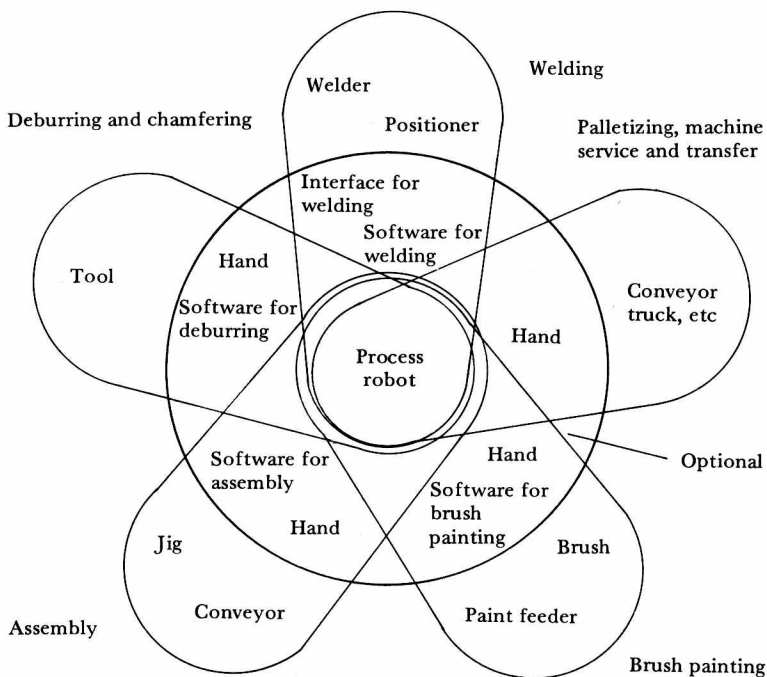 Welding
Welder
Positioner
Deburring and chamfering
Palletizing, machine
service and transfer
Interface for
welding
Software for
welding
Hand
Software for
deburring
Tool
Hand
Conveyor
truck, etc
Process
robot
Software for
assembly
Hand
Hand
Software for
brush
painting
Optional
Jig
Conveyor
Brush
Paint feeder
Assembly
Brush painting